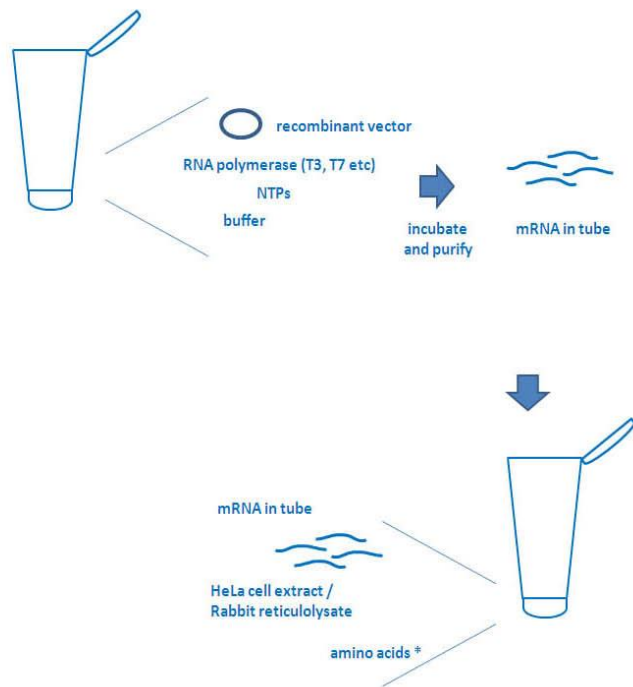 recombinant vector
RNA polymerase (T3, T7 etc)
NTPs
buffer
incubate
and purify
mRNA in tube
mRNA in tube
HeLa cell extract /
Rabbit reticulolysate
amino acids *